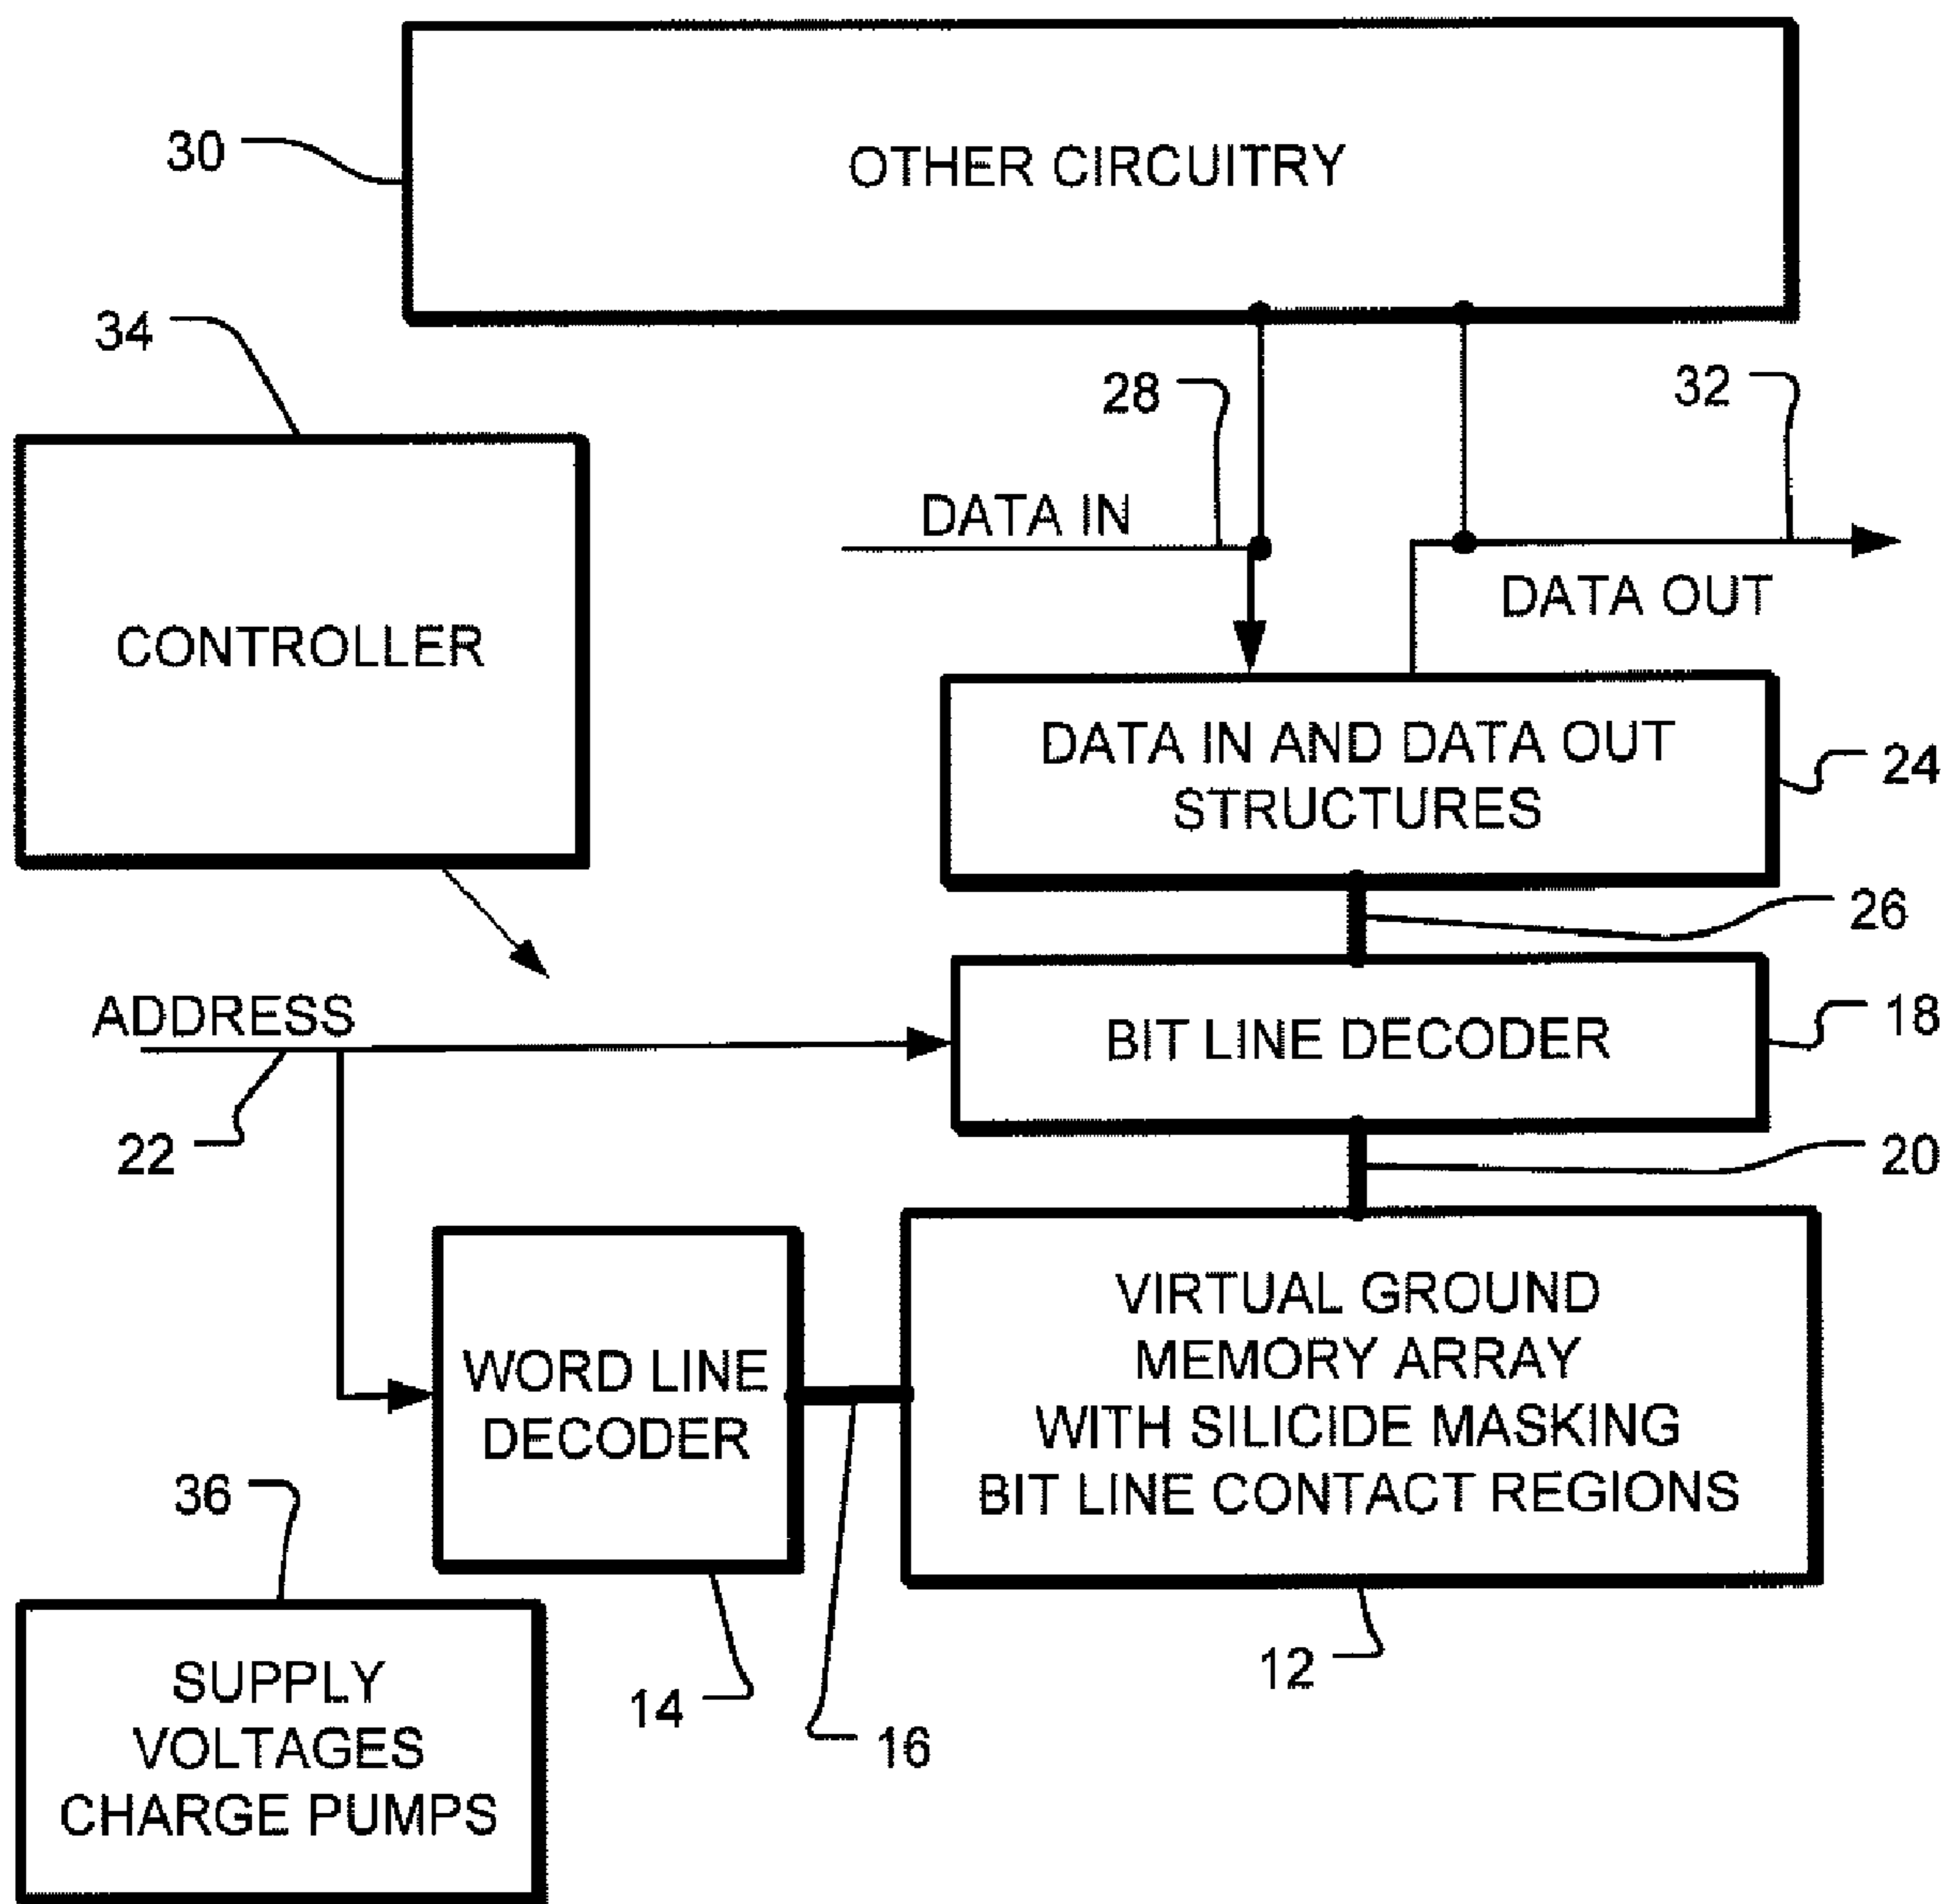 OTHER CIRCUITRY
30
34
28
32
DATA IN
DATA OUT
CONTROLLER
DATA IN AND DATA OUT
STRUCTURES
24
26
ADDRESS
BIT LINE DECODER
18
22
20
WORD LINE
DECODER
VIRTUAL GROUND
MEMORY ARRAY
WITH SILICIDE MASKING
BIT LINE CONTACT REGIONS
36
14
16
12
SUPPLY
VOLTAGES
CHARGE PUMPS